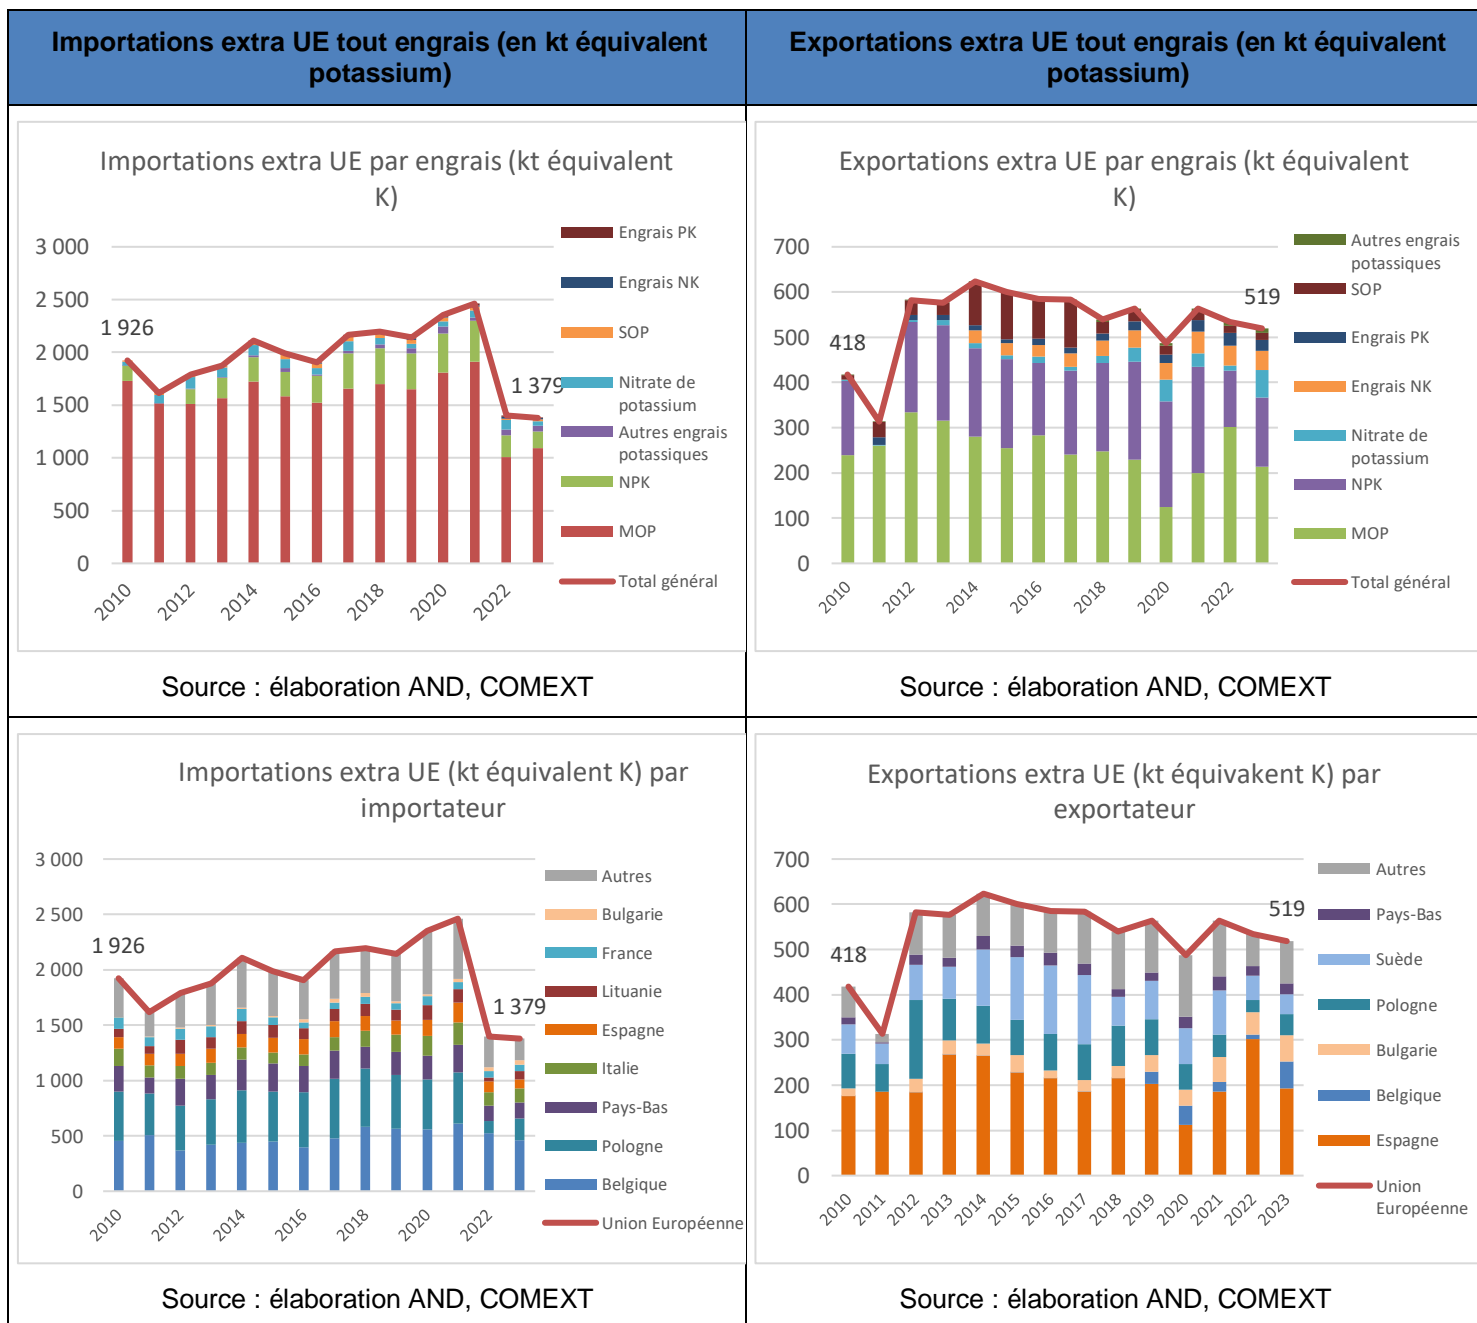 Importations extra UE tout engrais (en kt équivalent
potassium)
Exportations extra UE tout engrais (en kt équivalent
potassium)
Importations extra UE par engrais (kt équivalent
K)
3 000
2 500
2 000
1 500
1 000
500
0
1 926
1 379
2010
2012
2014
2016
2018
2020
2022
Engrais PK
Engrais NK
SOP
Nitrate de
potassium
Autres engrais
potassiques
NPK
MOP
Total général
Source : élaboration AND, COMEXT
Exportations extra UE par engrais (kt équivalent
K)
700
600
500
400
300
200
100
0
418
519
2010
2012
2014
2016
2018
2020
2022
Autres engrais
potassiques
SOP
Engrais PK
Engrais NK
Nitrate de
potassium
NPK
MOP
Total général
Source : élaboration AND, COMEXT
Importations extra UE (kt équivalent K) par
importateur
3 000
2 500
2 000
1 500
1 000
500
0
1 926
1 379
2010
2012
2014
2016
2018
2020
2022
Autres
Bulgarie
France
Lituanie
Espagne
Italie
Pays-Bas
Pologne
Belgique
Union Européenne
Source : élaboration AND, COMEXT
Exportations extra UE (kt équivakent K) par
exportateur
700
600
500
400
300
200
100
0
418
519
2010
2011
2012
2013
2014
2015
2016
2017
2018
2019
2020
2021
2022
2023
Autres
Pays-Bas
Suède
Pologne
Bulgarie
Belgique
Espagne
Union
Européenne
Source : élaboration AND, COMEXT